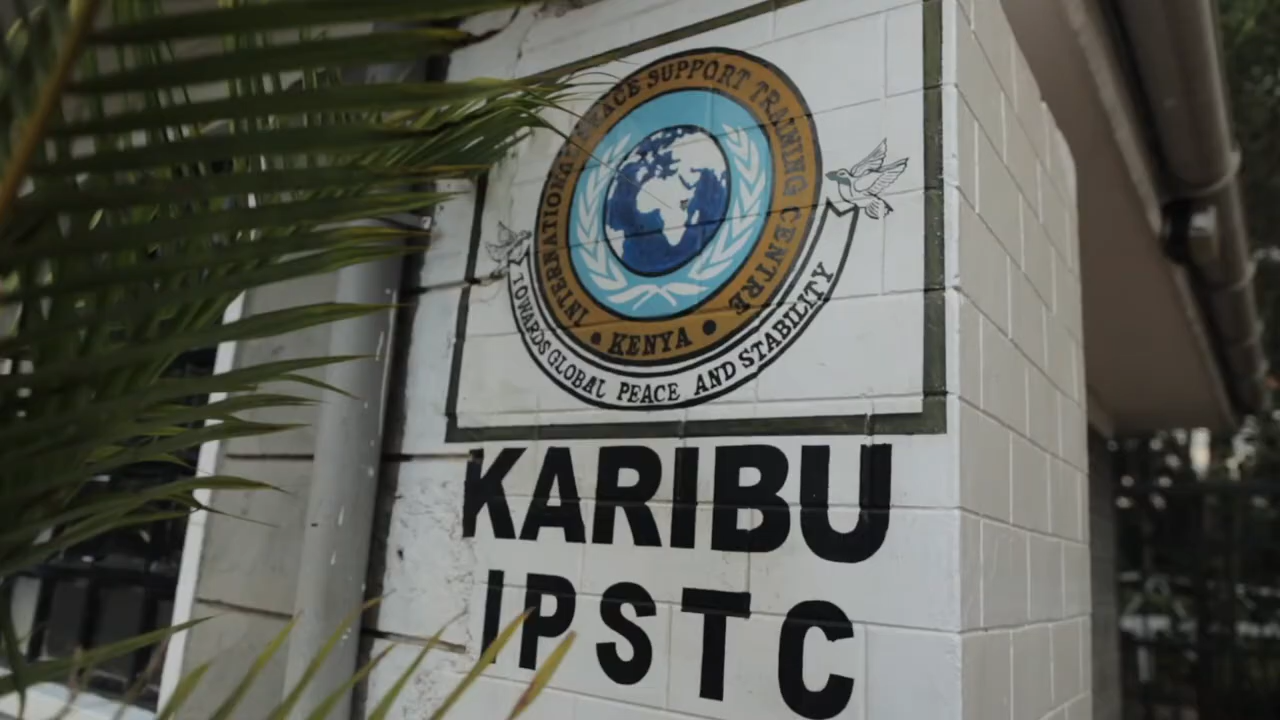 INTERNATIONAL PEACE SUPPORT TRAINING CENTRE
• KENYA •
TOWARDS GLOBAL PEACE AND STABILITY
KARIBU
IPSTC